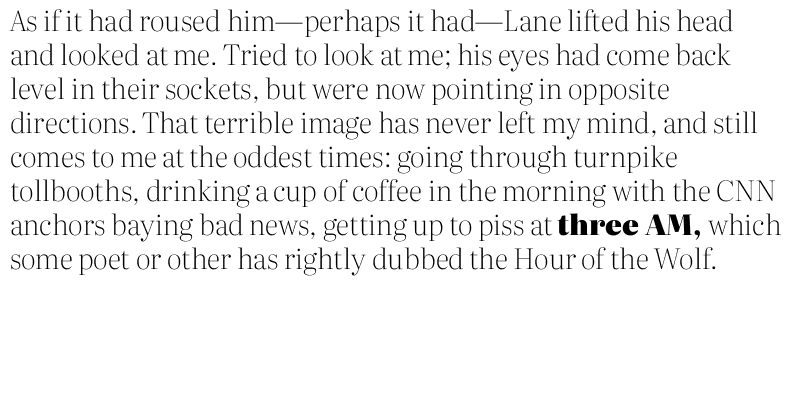 As if it had roused him—perhaps it had—Lane lifted his head
and looked at me. Tried to look at me; his eyes had come back
level in their sockets, but were now pointing in opposite
directions. That terrible image has never left my mind, and still
comes to me at the oddest times: going through turnpike
tollbooths, drinking a cup of coffee in the morning with the CNN
anchors baying bad news, getting up to piss at three AM, which
some poet or other has rightly dubbed the Hour of the Wolf.